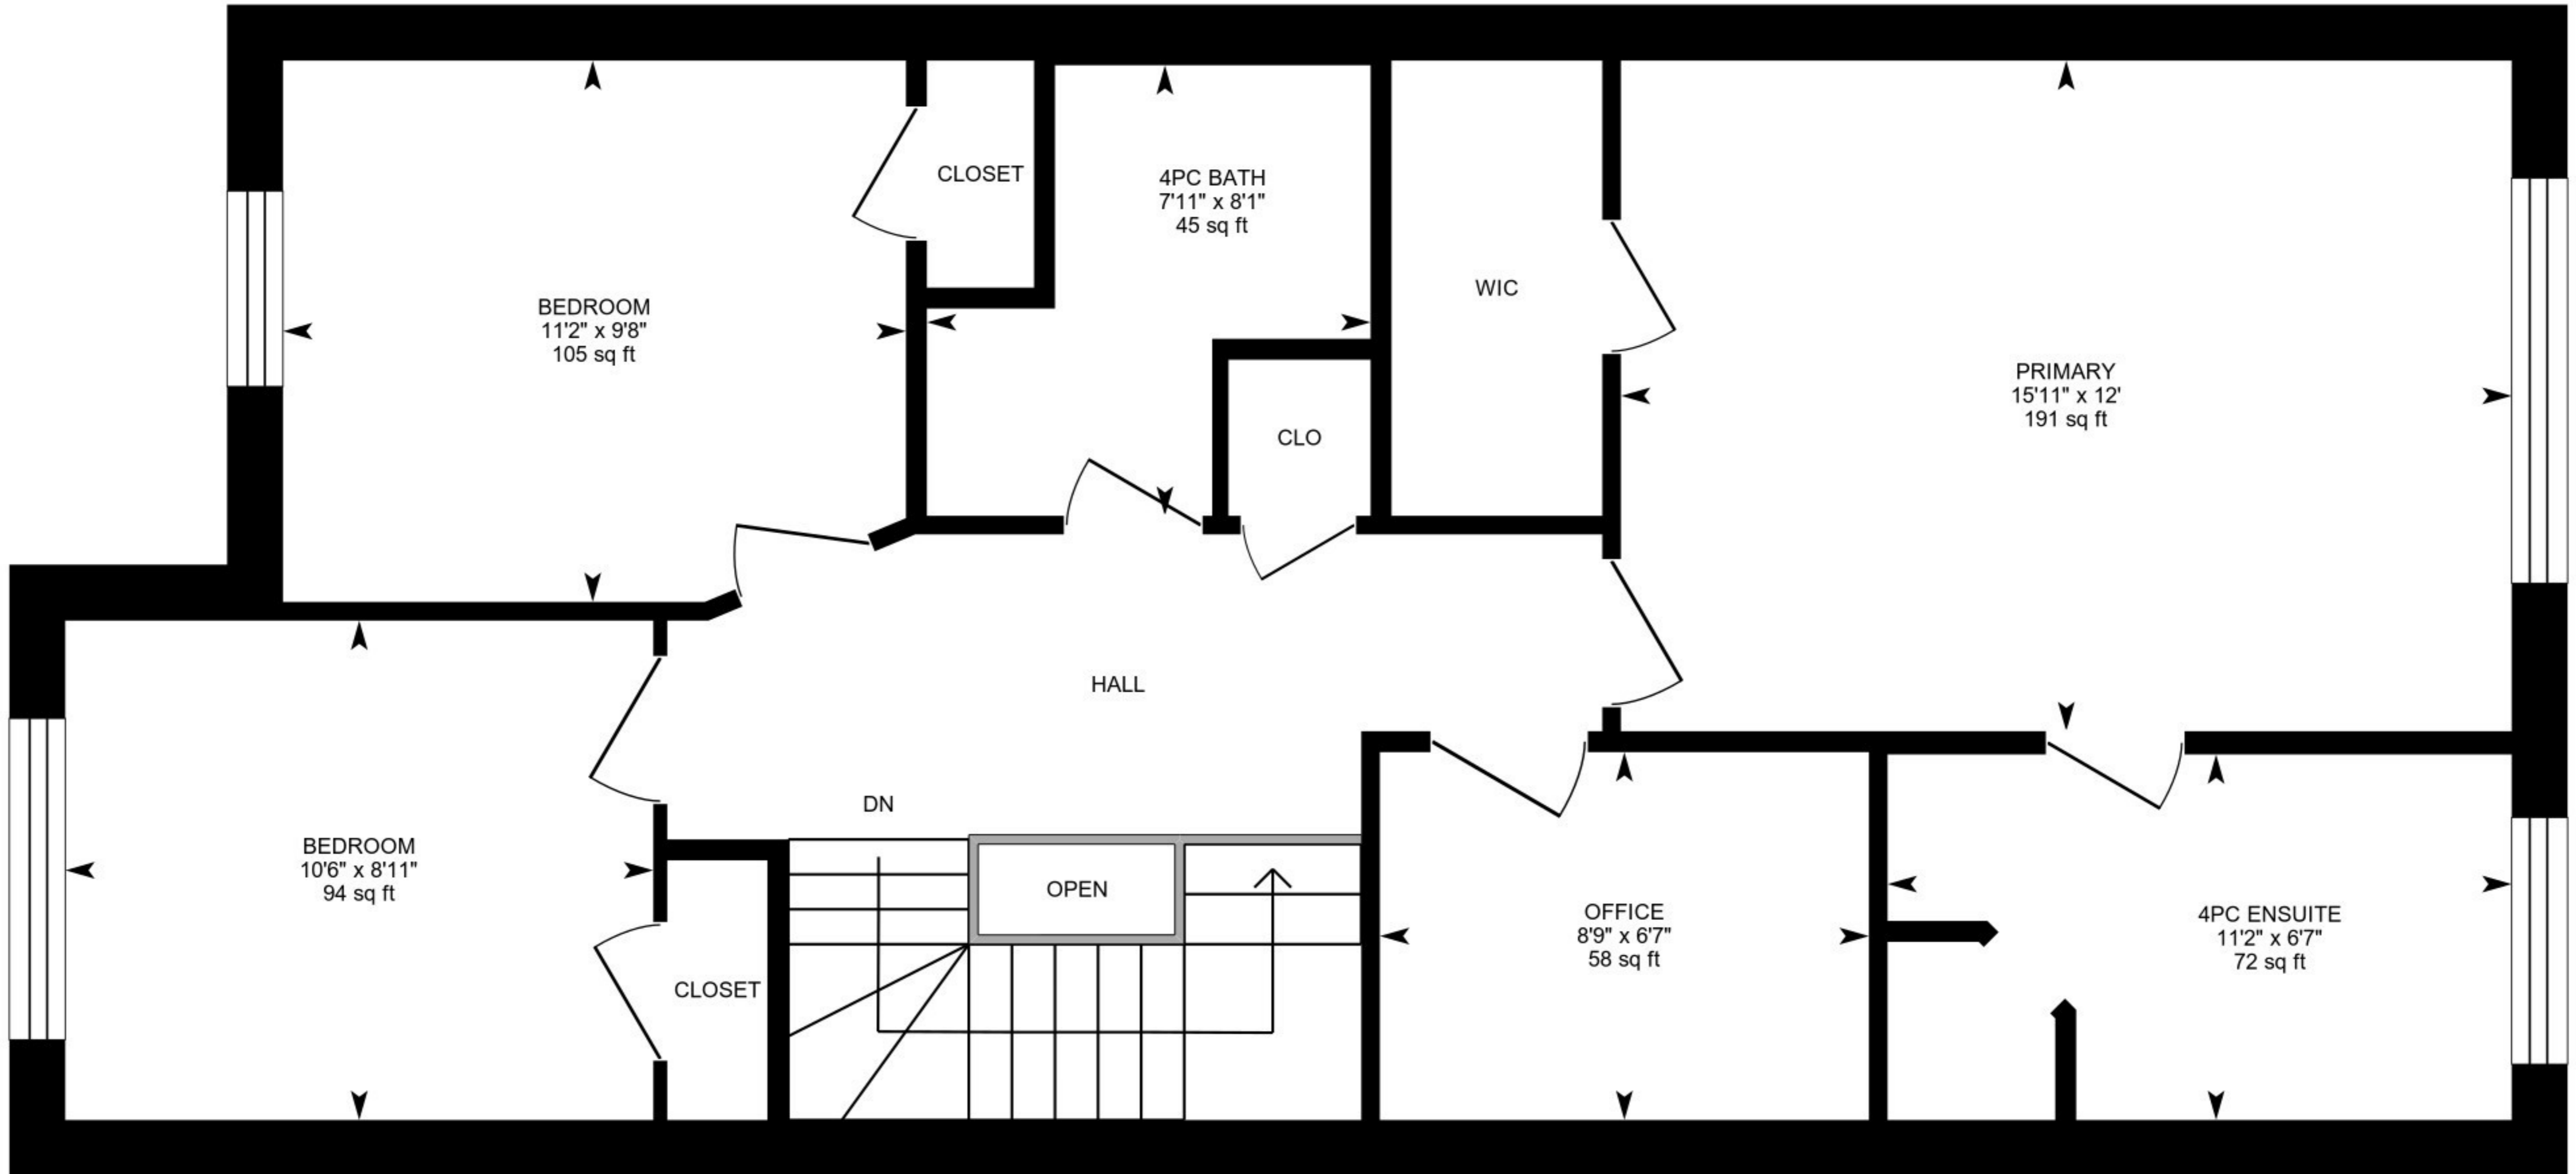 CLOSET
4PC BATH
7'11" x 8'1"
45 sq ft
BEDROOM
11'2" x 9'8"
105 sq ft
WIC
PRIMARY
15'11" x 12'
191 sq ft
CLO
HALL
DN
BEDROOM
10'6" x 8'11"
94 sq ft
OPEN
CLOSET
OFFICE
8'9" x 6'7"
58 sq ft
4PC ENSUITE
11'2" x 6'7"
72 sq ft